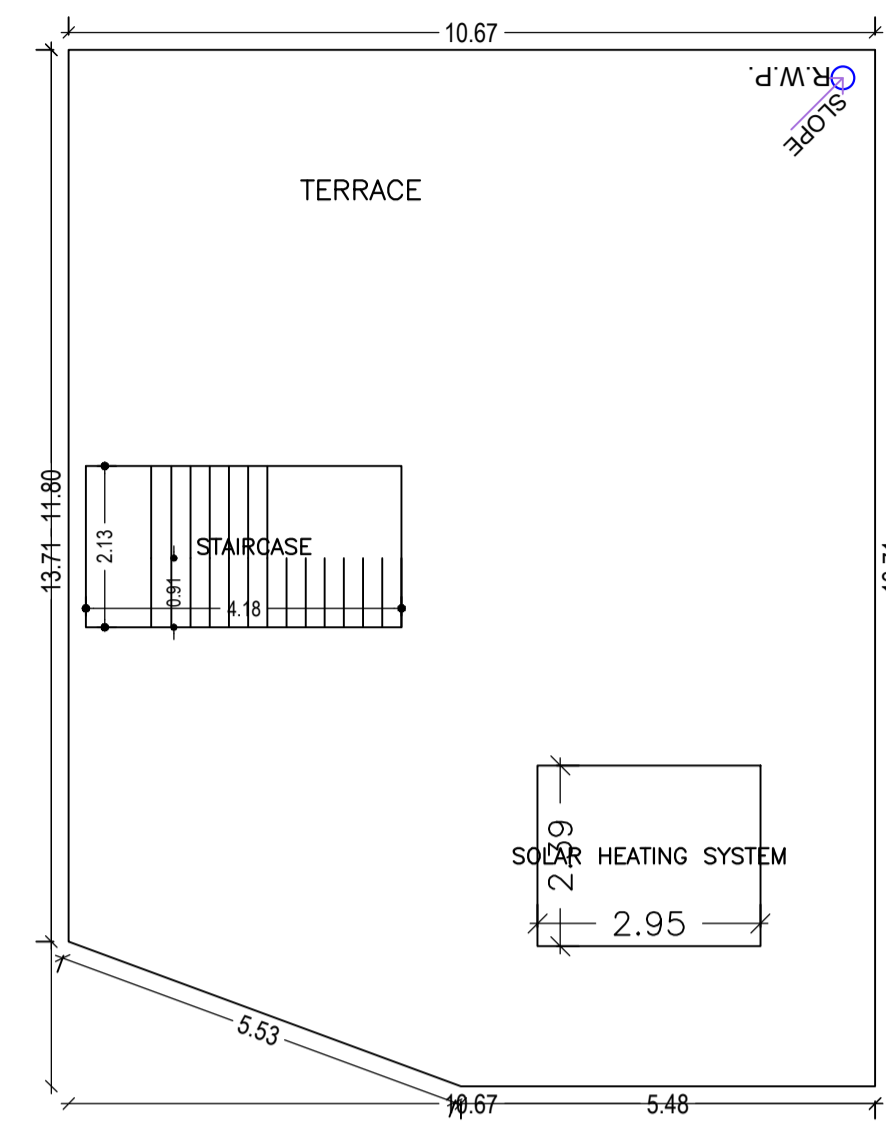 10.67
R.W.P.
SLOPE
TERRACE
13.71
11.80
2.13
STAIRCASE
0.91
4.18
2.39
SOLAR HEATING SYSTEM
2.95
5.53
10.67
5.48